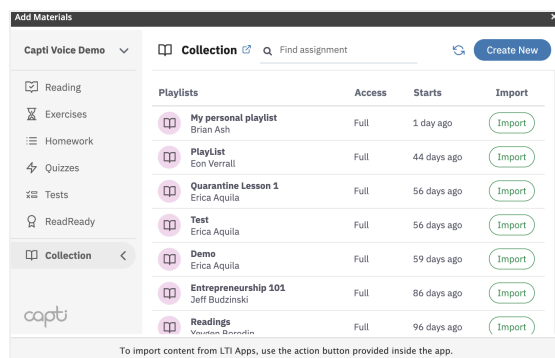 Add Materials
Capti Voice Demo
Collection
Find assignment
Create New
Reading
Exercises
Homework
Quizzes
Tests
ReadReady
Collection
capti
Playlists Access Starts Import
My personal playlist
Brian Ash
Full 1 day ago Import
PlayList
Eon Verrall
Full 44 days ago Import
Quarantine Lesson 1
Erica Aquila
Full 56 days ago Import
Test
Erica Aquila
Full 56 days ago Import
Demo
Erica Aquila
Full 59 days ago Import
Entrepreneurship 101
Jeff Budzinski
Full 86 days ago Import
Readings
Yevgen Borodin
Full 96 days ago Import
To import content from LTI Apps, use the action button provided inside the app.